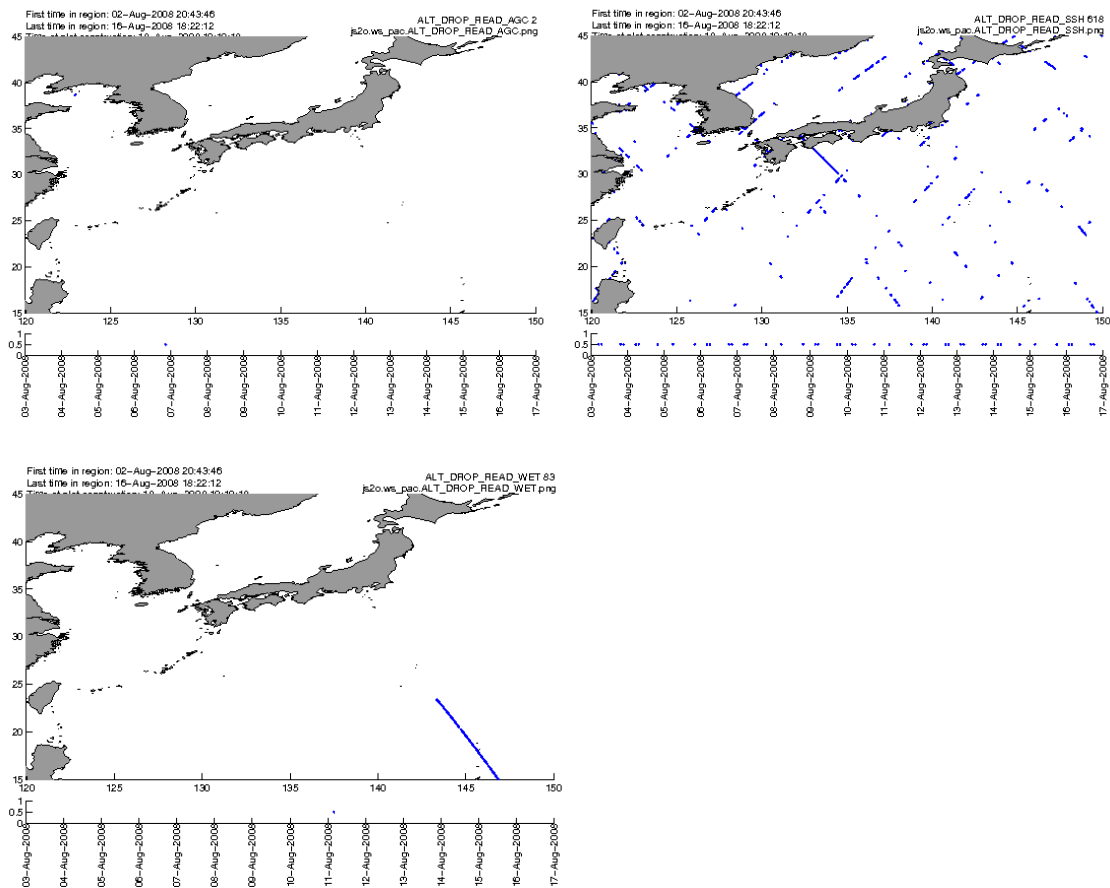 First time in region: 02-Aug-2008 20:43:46
Last time in region: 16-Aug-2008 18:22:12
ALT_DROP_READ_AGC 2
js2o.ws_pac.ALT_DROP_READ_AGC.png
45
40
35
30
25
20
15
120 125 130 135 140 145 150
1
0.5
0
03-Aug-2008 04-Aug-2008 05-Aug-2008 06-Aug-2008 07-Aug-2008 08-Aug-2008 09-Aug-2008 10-Aug-2008 11-Aug-2008 12-Aug-2008 13-Aug-2008 14-Aug-2008 15-Aug-2008 16-Aug-2008 17-Aug-2008
First time in region: 02-Aug-2008 20:43:46
Last time in region: 16-Aug-2008 18:22:12
ALT_DROP_READ_SSH 618
js2o.ws_pac.ALT_DROP_READ_SSH.png
45
40
35
30
25
20
15
120 125 130 135 140 145 150
1
0.5
0
03-Aug-2008 04-Aug-2008 05-Aug-2008 06-Aug-2008 07-Aug-2008 08-Aug-2008 09-Aug-2008 10-Aug-2008 11-Aug-2008 12-Aug-2008 13-Aug-2008 14-Aug-2008 15-Aug-2008 16-Aug-2008 17-Aug-2008
First time in region: 02-Aug-2008 20:43:46
Last time in region: 16-Aug-2008 18:22:12
ALT_DROP_READ_WET 83
js2o.ws_pac.ALT_DROP_READ_WET.png
45
40
35
30
25
20
15
120 125 130 135 140 145 150
1
0.5
0
03-Aug-2008 04-Aug-2008 05-Aug-2008 06-Aug-2008 07-Aug-2008 08-Aug-2008 09-Aug-2008 10-Aug-2008 11-Aug-2008 12-Aug-2008 13-Aug-2008 14-Aug-2008 15-Aug-2008 16-Aug-2008 17-Aug-2008